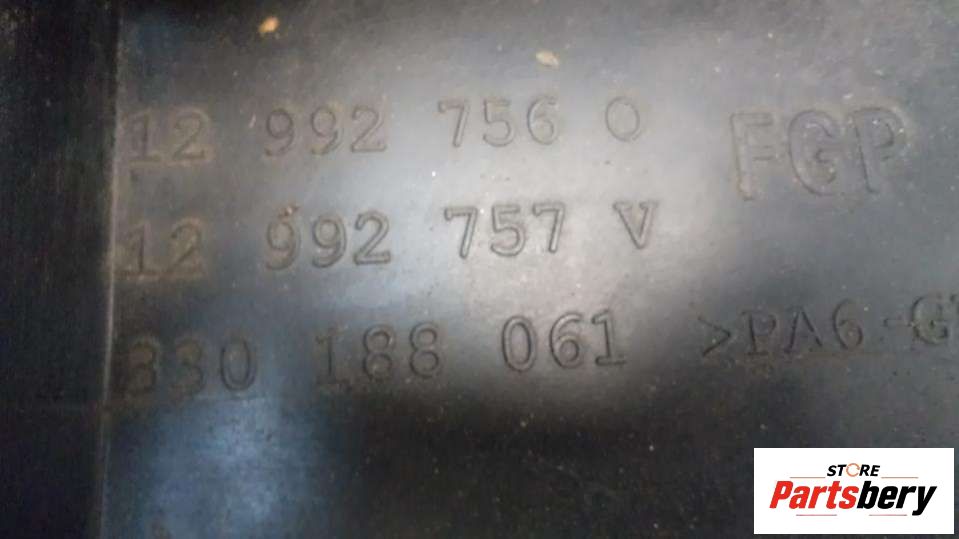 12 992 756 O FGP
12 992 757 V
330 188 061 >PA6-G
STORE
Partsbery